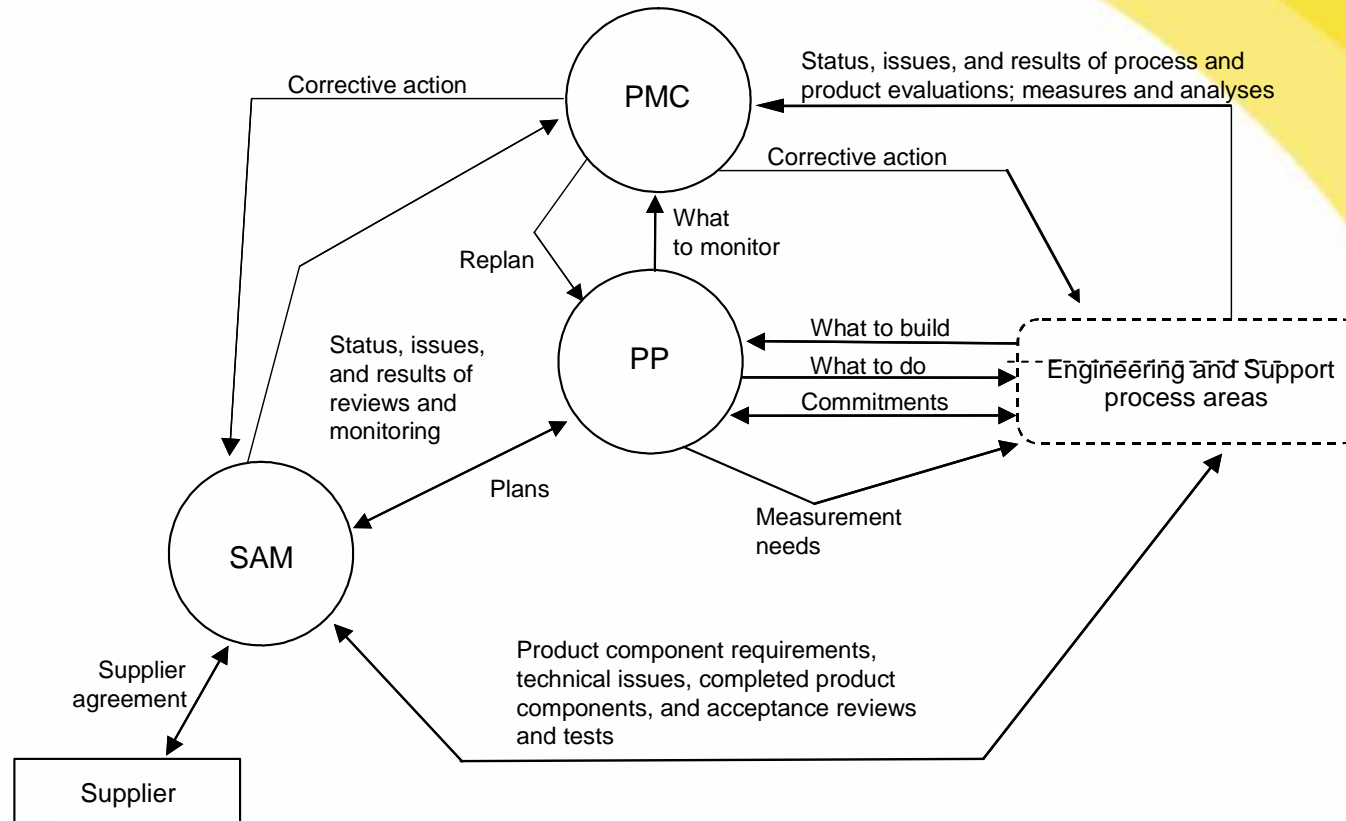 Status, issues, and results of process and
product evaluations; measures and analyses
Corrective action
PMC
Corrective action
What
to monitor
Replan
What to build
PP
What to do
Engineering and Support
process areas
Commitments
Status, issues,
and results of
reviews and
monitoring
Plans
Measurement
needs
SAM
Product component requirements,
technical issues, completed product
components, and acceptance reviews
and tests
Supplier
agreement
Supplier